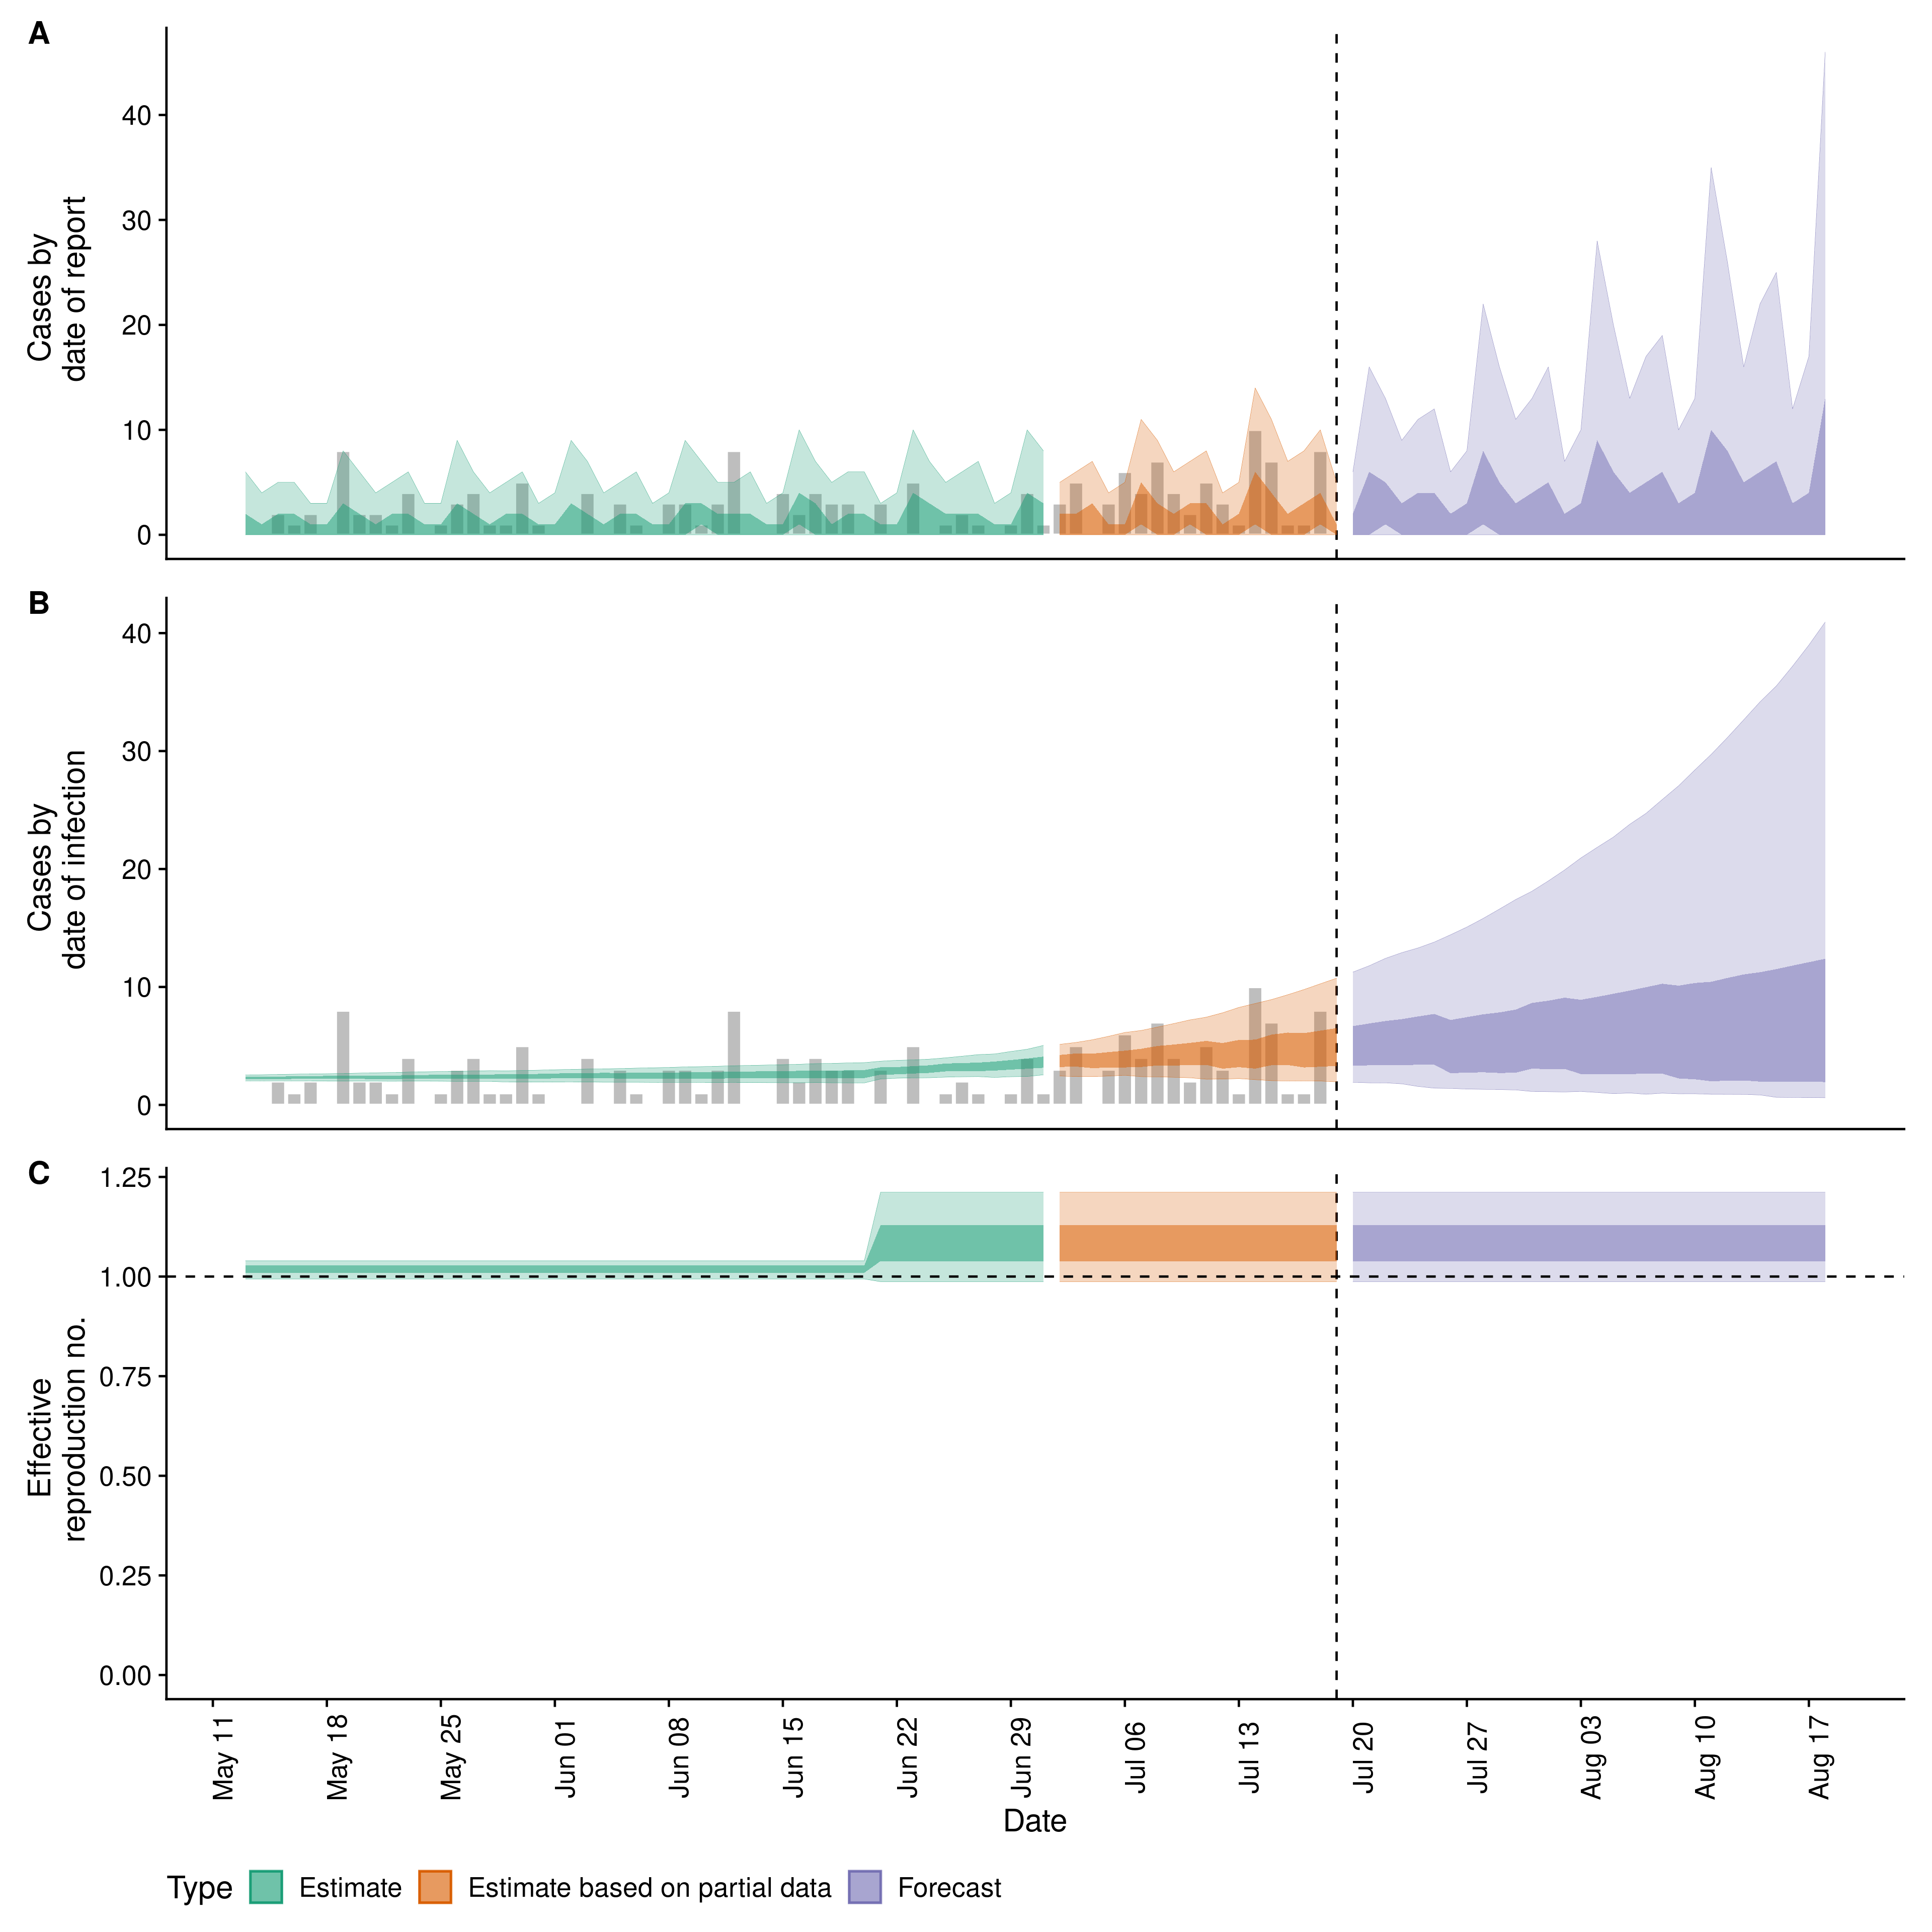 A
Cases by
date of report
40
30
20
10
0
B
Cases by
date of infection
40
30
20
10
0
C
Effective
reproduction no.
1.25
1.00
0.75
0.50
0.25
0.00
May 11
May 18
May 25
Jun 01
Jun 08
Jun 15
Jun 22
Jun 29
Jul 06
Jul 13
Jul 20
Jul 27
Aug 03
Aug 10
Aug 17
Date
Type Estimate Estimate based on partial data Forecast